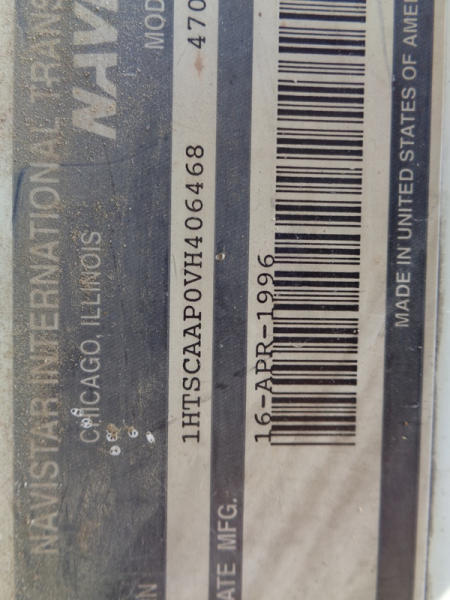 NAVISTAR INTERNATIONAL TRANS
CHICAGO, ILLINOIS
NAV
MOD
470
1HTSCAAP0VH406468
ATE MFG.
16-APR-1996
MADE IN UNITED STATES OF AME